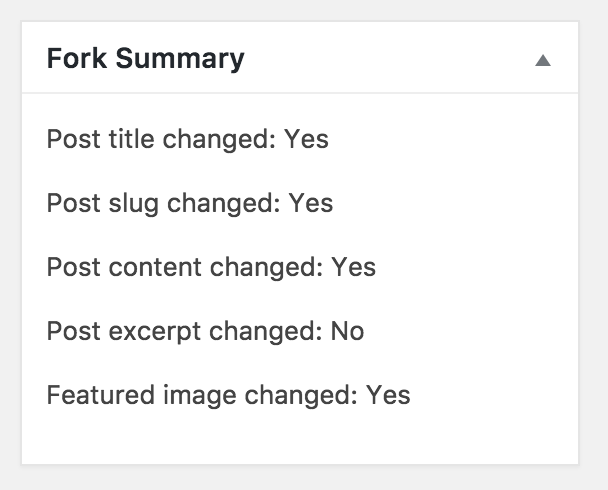 Fork Summary
Post title changed: Yes
Post slug changed: Yes
Post content changed: Yes
Post excerpt changed: No
Featured image changed: Yes